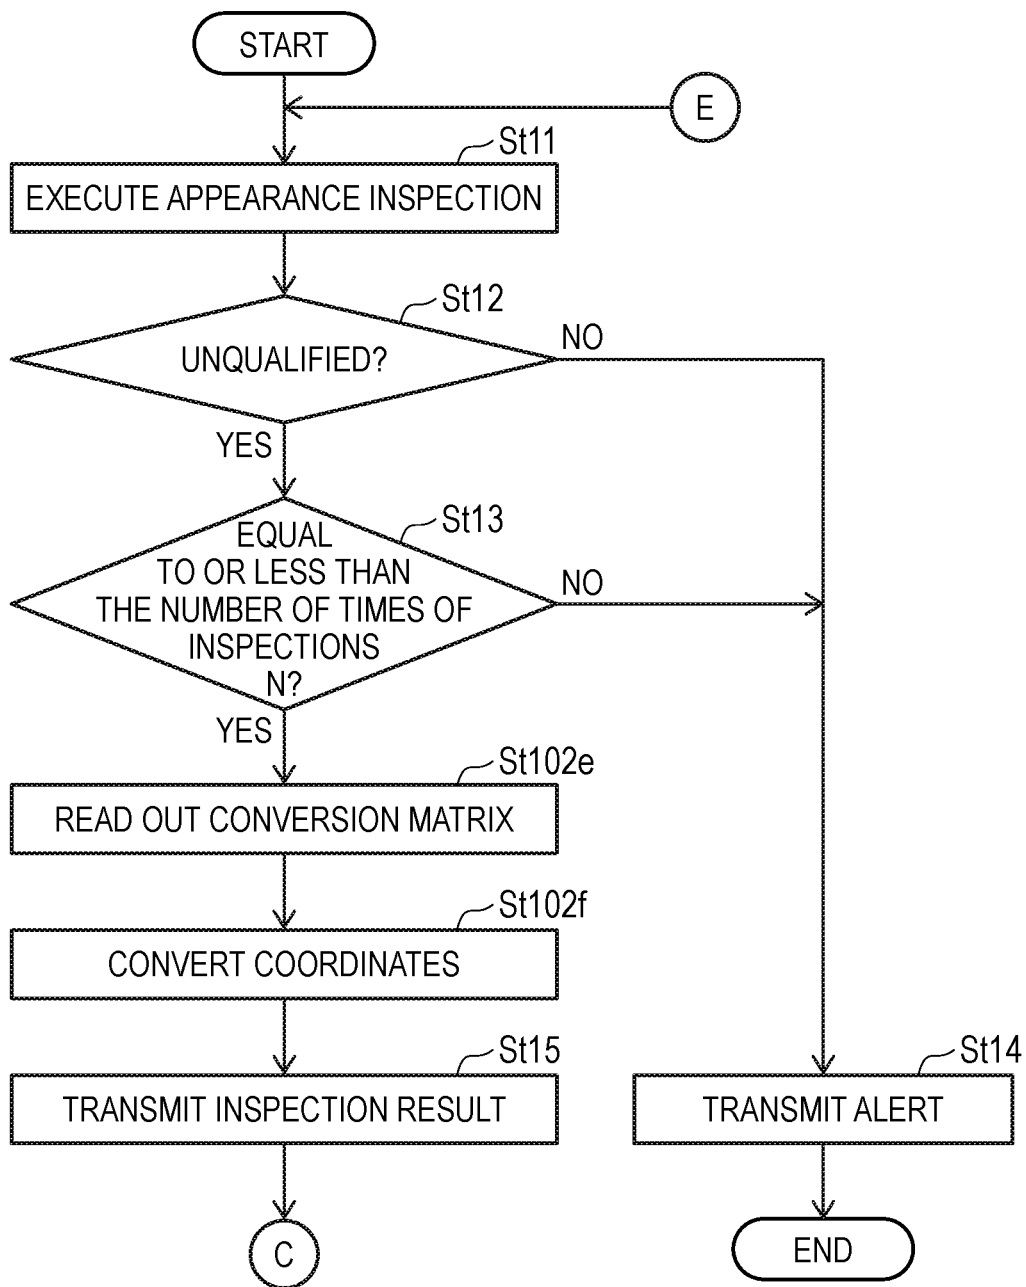 START
E
St11
EXECUTE APPEARANCE INSPECTION
St12
UNQUALIFIED?
NO
YES
St13
EQUAL
TO OR LESS THAN
THE NUMBER OF TIMES OF
INSPECTIONS
N?
NO
YES
St102e
READ OUT CONVERSION MATRIX
St102f
CONVERT COORDINATES
St15
TRANSMIT INSPECTION RESULT
St14
TRANSMIT ALERT
C
END